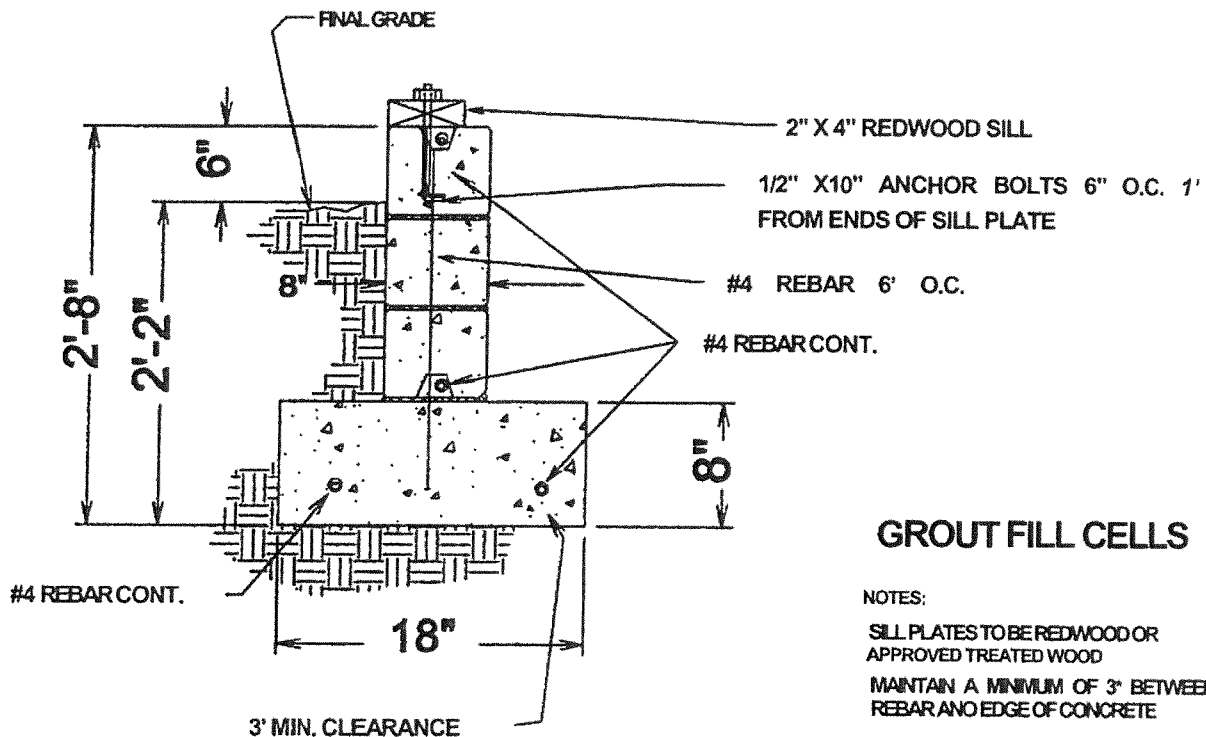 FINAL GRADE
2" X 4" REDWOOD SILL
6"
1/2" X10" ANCHOR BOLTS 6" O.C. 1'
FROM ENDS OF SILL PLATE
8"
#4 REBAR 6' O.C.
2'-8"
2'-2"
#4 REBAR CONT.
8"
GROUT FILL CELLS
#4 REBAR CONT.
NOTES:
18"
SILL PLATES TO BE REDWOOD OR
APPROVED TREATED WOOD
MAINTAIN A MINIMUM OF 3" BETWEEN
REBAR ANO EDGE OF CONCRETE
3' MIN. CLEARANCE